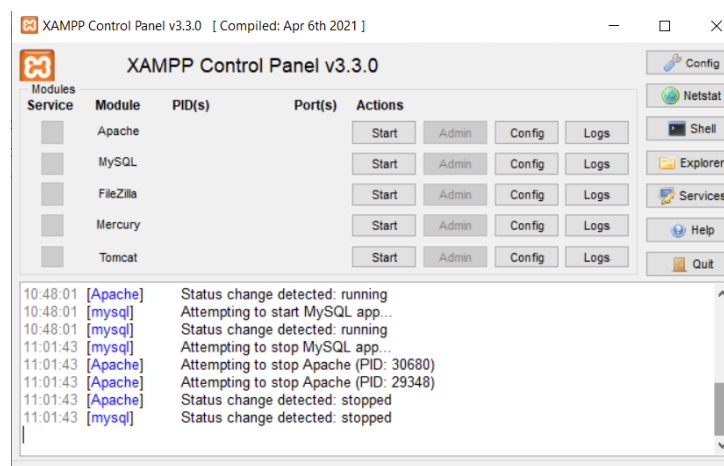 XAMPP Control Panel v3.3.0 [ Compiled: Apr 6th 2021 ]
XAMPP Control Panel v3.3.0
Config
Netstat
Shell
Explorer
Services
Help
Quit
Modules
Service Module PID(s) Port(s) Actions
Apache Start Admin Config Logs
MySQL Start Admin Config Logs
FileZilla Start Admin Config Logs
Mercury Start Admin Config Logs
Tomcat Start Admin Config Logs
10:48:01 [Apache] Status change detected: running
10:48:01 [mysql] Attempting to start MySQL app...
10:48:01 [mysql] Status change detected: running
11:01:43 [mysql] Attempting to stop MySQL app...
11:01:43 [Apache] Attempting to stop Apache (PID: 30680)
11:01:43 [Apache] Attempting to stop Apache (PID: 29348)
11:01:43 [Apache] Status change detected: stopped
11:01:43 [mysql] Status change detected: stopped